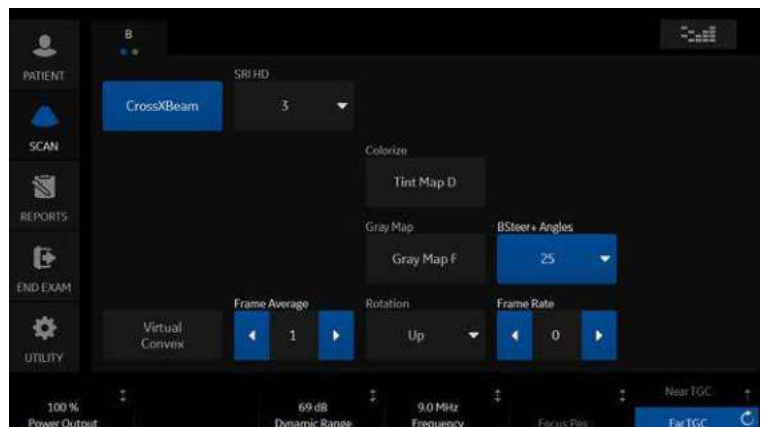 B
PATIENT
SRI HD
CrossXBeam
3
SCAN
Colorize
Tint Map D
REPORTS
Gray Map
BSteer+ Angles
Gray Map F
25
END EXAM
Frame Average
Rotation
Frame Rate
Virtual
Convex
1
Up
0
UTILITY
Near TGC
100 %
69 dB
9.0 MHz
Power Output
Dynamic Range
Frequency
Focus Pos
Far TGC